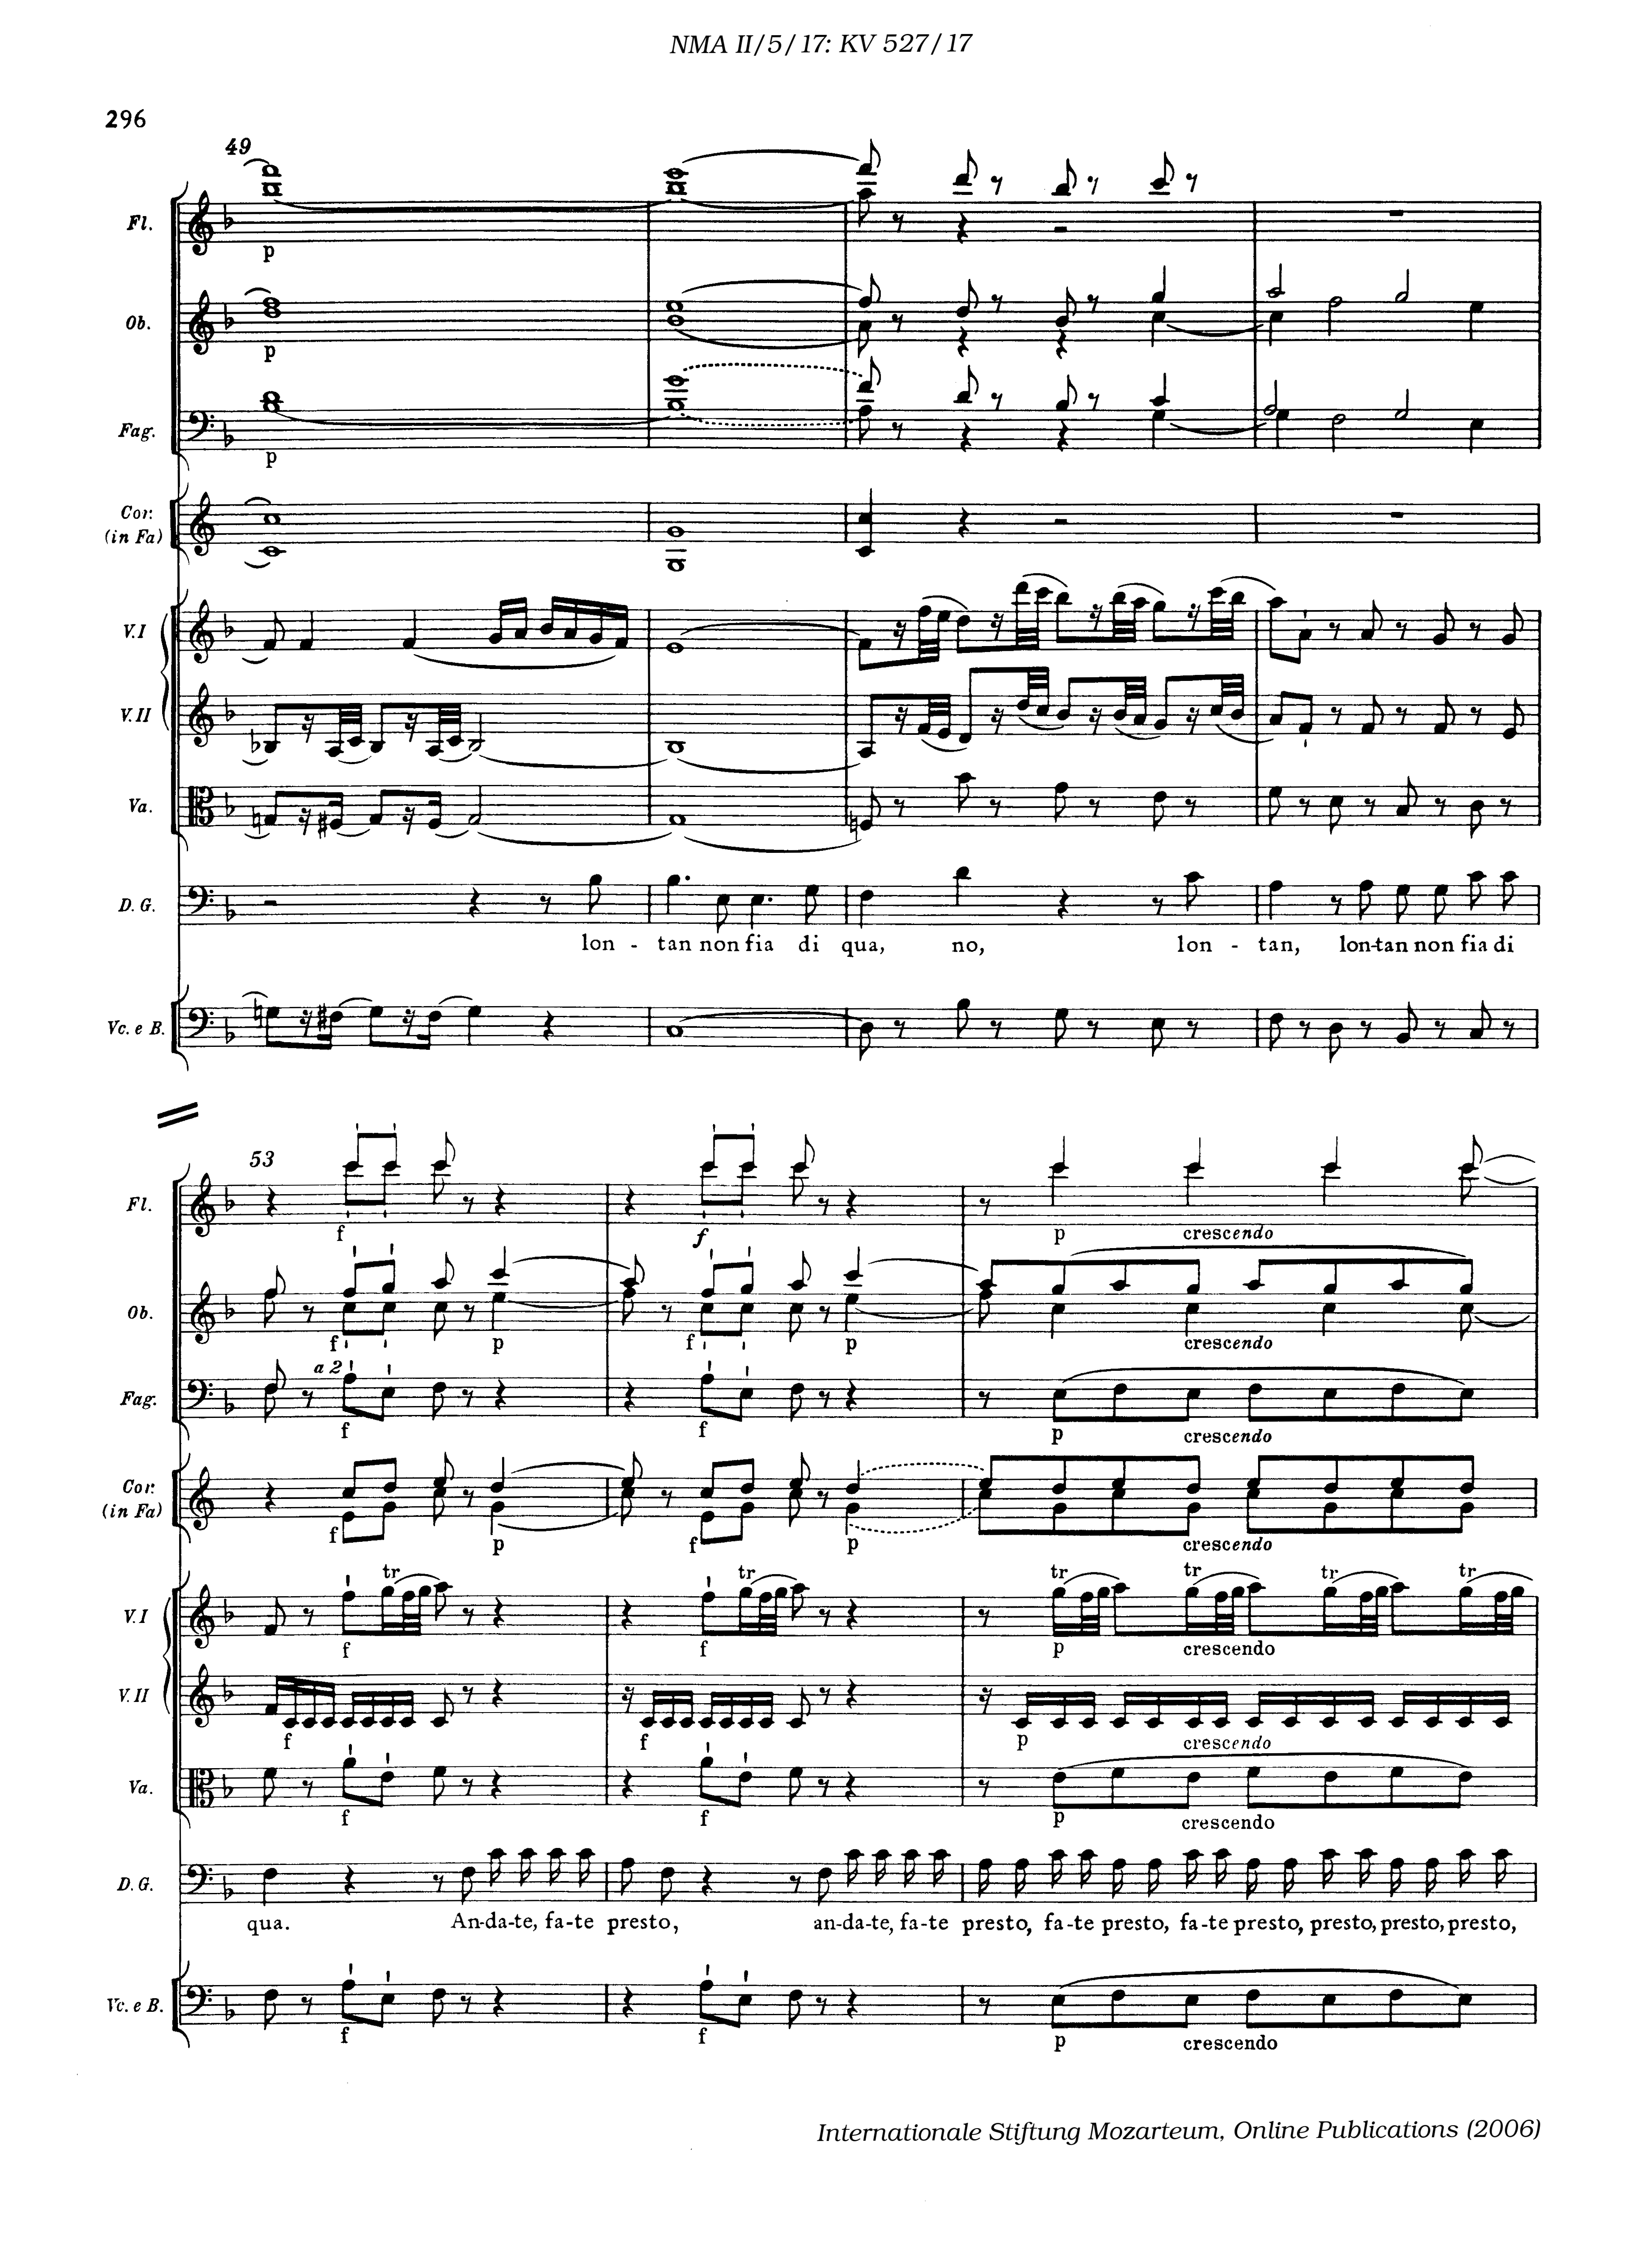 NMA II/5/17: KV 527/17
296
49
Fl.
p
Ob.
p
Fag.
p
Cor.
(in Fa)
V.I
V.II
Va.
D. G.
lon - tan non fia di qua, no, lon - tan, lon-tan non fia di
Vc. e B.
53
Fl.
f f p crescendo
Ob.
f p f p crescendo
a 2
Fag.
f f p crescendo
Cor.
(in Fa)
f p f p crescendo
tr tr tr tr tr tr
V.I
f f p crescendo
V.II
f f p crescendo
Va.
f f p crescendo
D. G.
qua. An-da-te, fa-te presto, an-da-te, fa-te presto, fa-te presto, fa-te presto, presto, presto, presto,
Vc. e B.
f f p crescendo
Internationale Stiftung Mozarteum, Online Publications (2006)